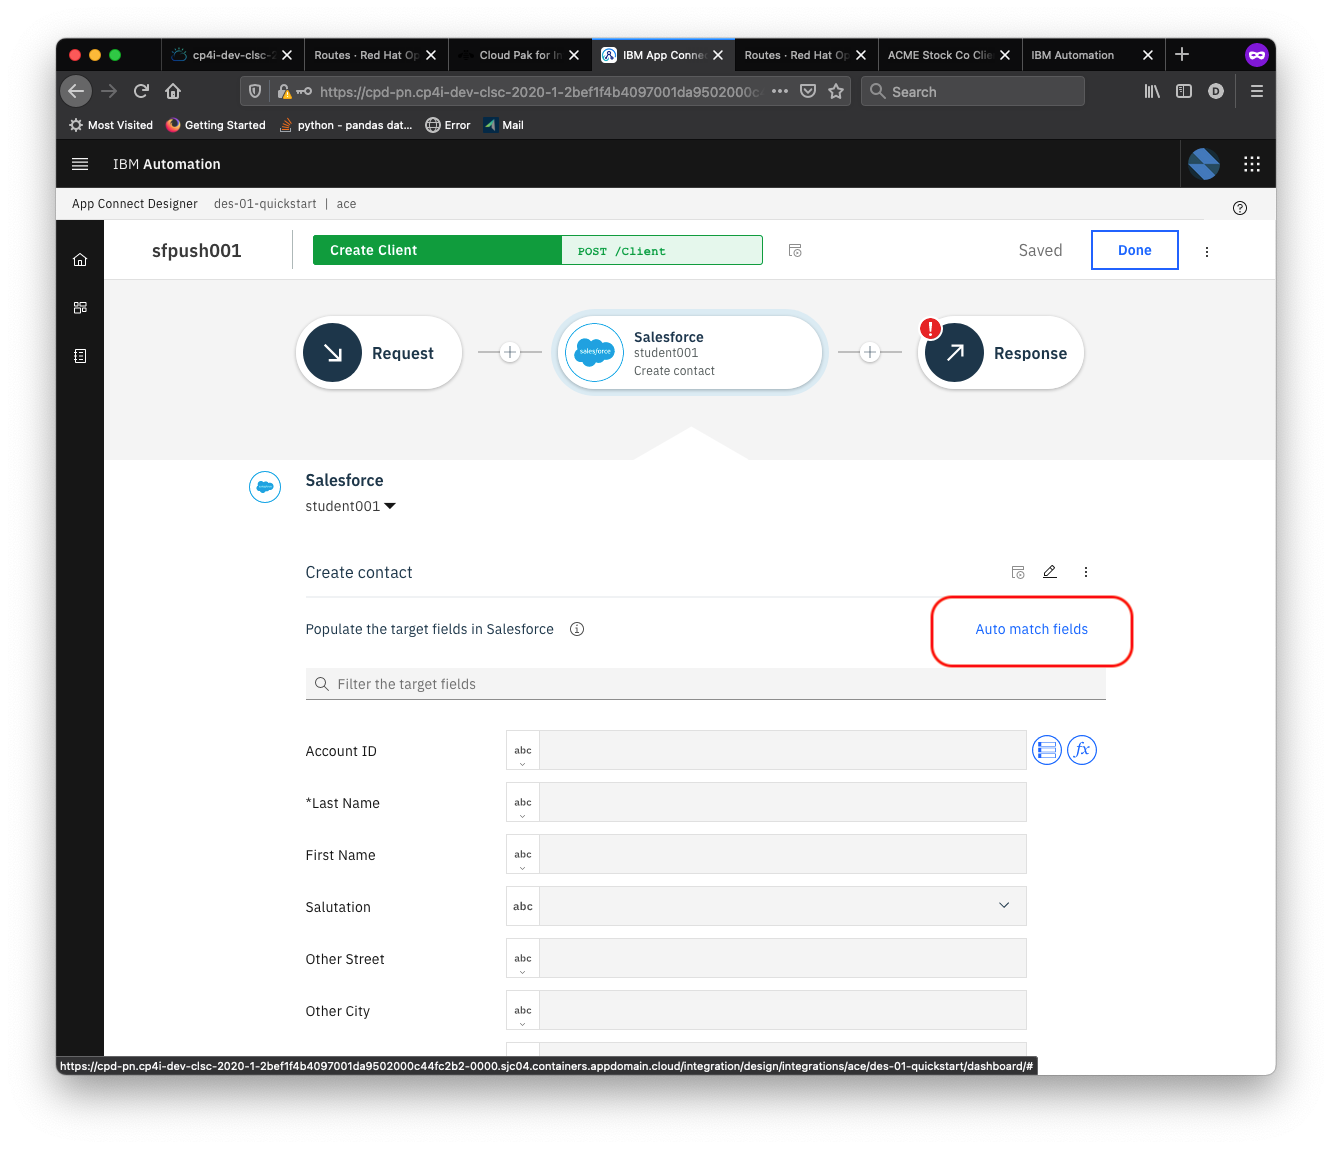 cp4i-dev-clsc-2
Routes · Red Hat Op
Cloud Pak for In
IBM App Connec
Routes · Red Hat Op
ACME Stock Co Clie
IBM Automation
https://cpd-pn.cp4i-dev-clsc-2020-1-2bef1f4b4097001da9502000c4
Search
D
Most Visited
Getting Started
python - pandas dat...
Error
Mail
IBM Automation
App Connect Designer
des-01-quickstart | ace
sfpush001
Create Client
POST /Client
Saved
Done
Request
salesforce
Salesforce
student001
Create contact
!
Response
Salesforce
student001
Create contact
Populate the target fields in Salesforce
Auto match fields
Filter the target fields
Account ID
abc
fx
*Last Name
abc
First Name
abc
Salutation
abc
Other Street
abc
Other City
abc
https://cpd-pn.cp4i-dev-clsc-2020-1-2bef1f4b4097001da9502000c44fc2b2-0000.sjc04.containers.appdomain.cloud/integration/design/integrations/ace/des-01-quickstart/dashboard/#